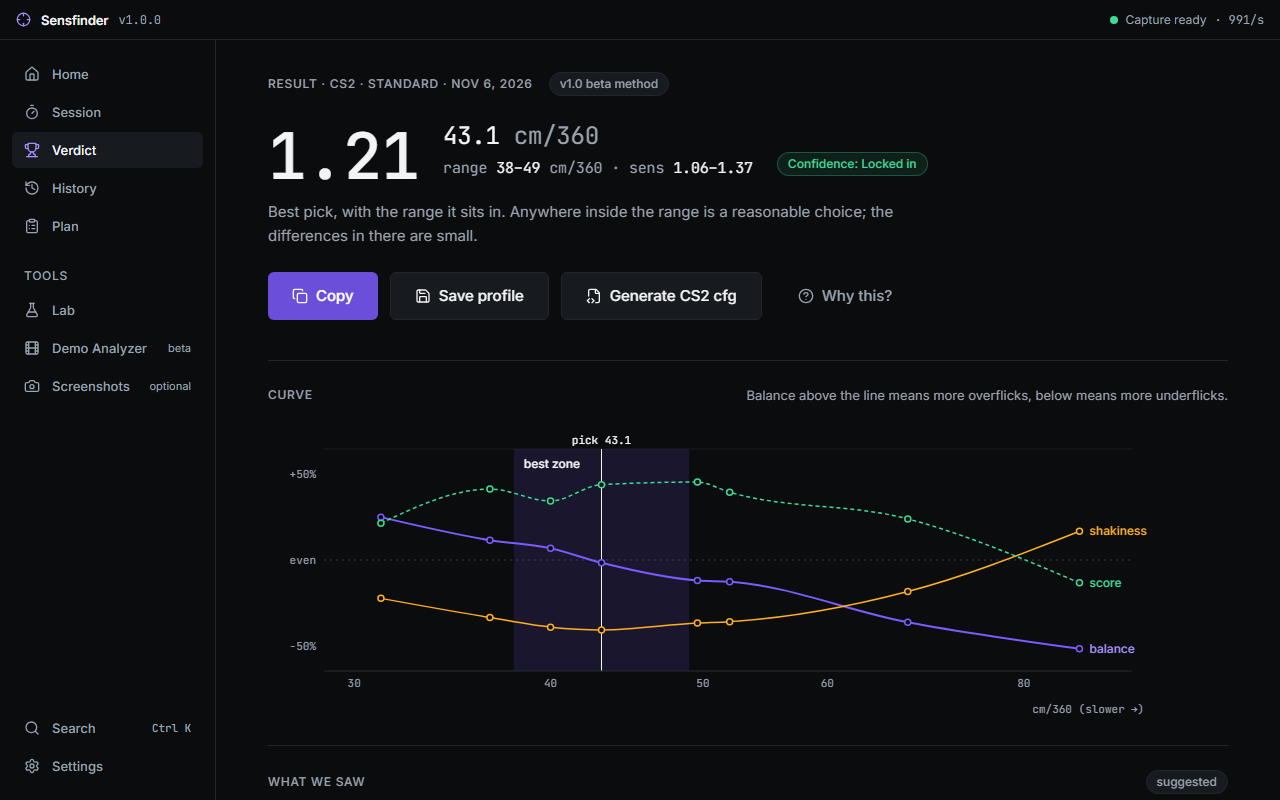 Sensfinder v1.0.0
Capture ready · 991/s
Home
Session
Verdict
History
Plan
TOOLS
Lab
Demo Analyzer beta
Screenshots optional
Search Ctrl K
Settings
RESULT · CS2 · STANDARD · NOV 6, 2026 v1.0 beta method
1.21
43.1 cm/360
range 38–49 cm/360 · sens 1.06–1.37
Confidence: Locked in
Best pick, with the range it sits in. Anywhere inside the range is a reasonable choice; the
differences in there are small.
Copy
Save profile
Generate CS2 cfg
Why this?
CURVE
Balance above the line means more overflicks, below means more underflicks.
pick 43.1
best zone
+50%
even
-50%
shakiness
score
balance
30 40 50 60 80
cm/360 (slower →)
WHAT WE SAW
suggested